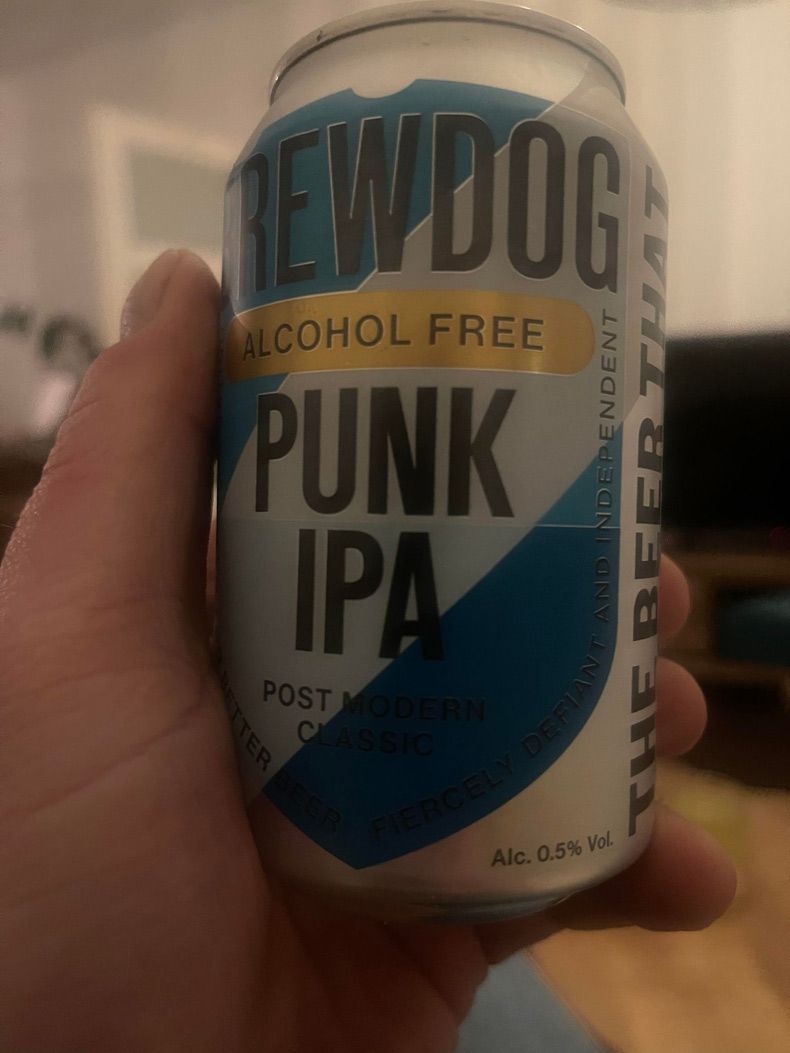 BREWDOG
ALCOHOL FREE
PUNK
IPA
POST MODERN
CLASSIC
BETTER BEER
FIERCELY DEFIANT AND INDEPENDENT
Alc. 0.5% Vol.
THE BEER THAT